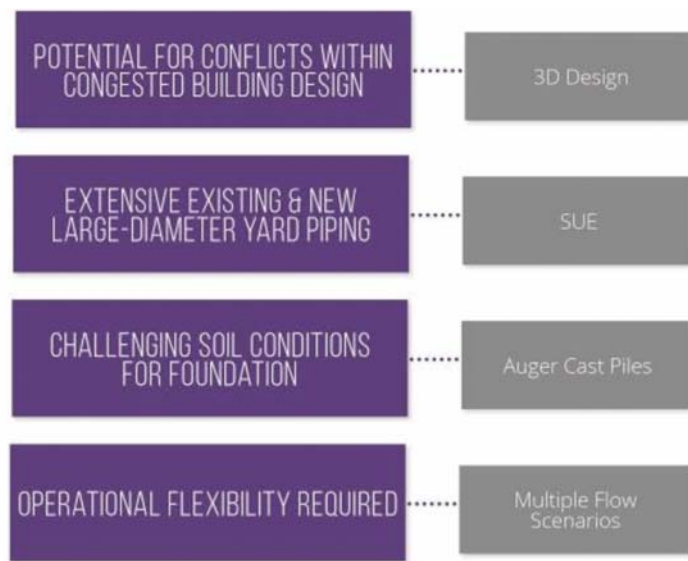 POTENTIAL FOR CONFLICTS WITHIN
CONGESTED BUILDING DESIGN
3D Design
EXTENSIVE EXISTING & NEW
LARGE-DIAMETER YARD PIPING
SUE
CHALLENGING SOIL CONDITIONS
FOR FOUNDATION
Auger Cast Piles
OPERATIONAL FLEXIBILITY REQUIRED
Multiple Flow
Scenarios